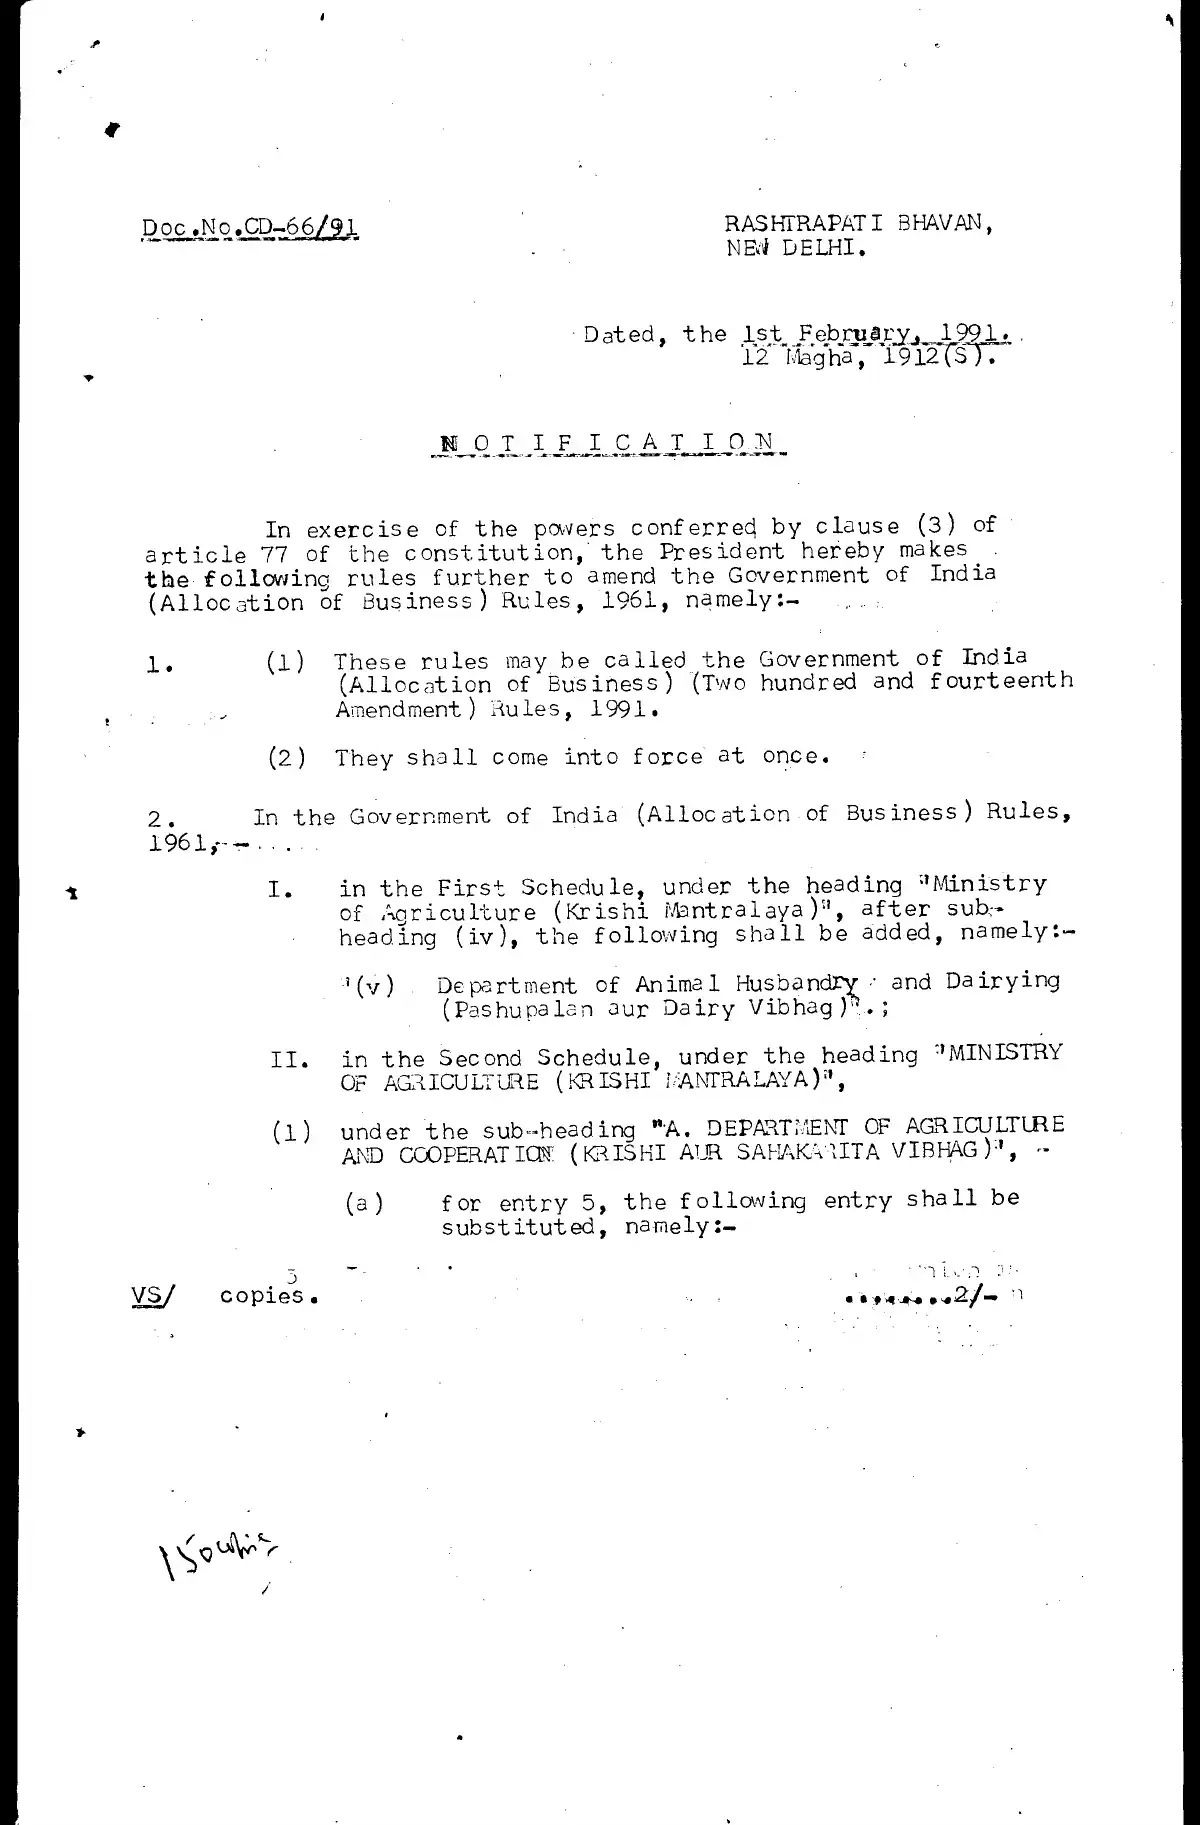 Doc.No.CD-66/91
RASHTRAPATI BHAVAN,
NEW DELHI.
Dated, the 1st February, 1991.
12 Magha, 1912(S).
NOTIFICATION
In exercise of the powers conferred by clause (3) of
article 77 of the constitution, the President hereby makes
the following rules further to amend the Government of India
(Allocation of Business) Rules, 1961, namely:-
1. (1) These rules may be called the Government of India
(Allocation of Business) (Two hundred and fourteenth
Amendment) Rules, 1991.
(2) They shall come into force at once.
2. In the Government of India (Allocation of Business) Rules,
1961,--
I. in the First Schedule, under the heading "Ministry
of Agriculture (Krishi Mantralaya)", after sub-
heading (iv), the following shall be added, namely:-
"(v) Department of Animal Husbandry and Dairying
(Pashupalan aur Dairy Vibhag)".;
II. in the Second Schedule, under the heading "MINISTRY
OF AGRICULTURE (KRISHI MANTRALAYA)",
(1) under the sub-heading "A. DEPARTMENT OF AGRICULTURE
AND COOPERATION (KRISHI AUR SAHAKARITA VIBHAG)", -
(a) for entry 5, the following entry shall be
substituted, namely:-
VS/ copies.
........2/-
150 copies